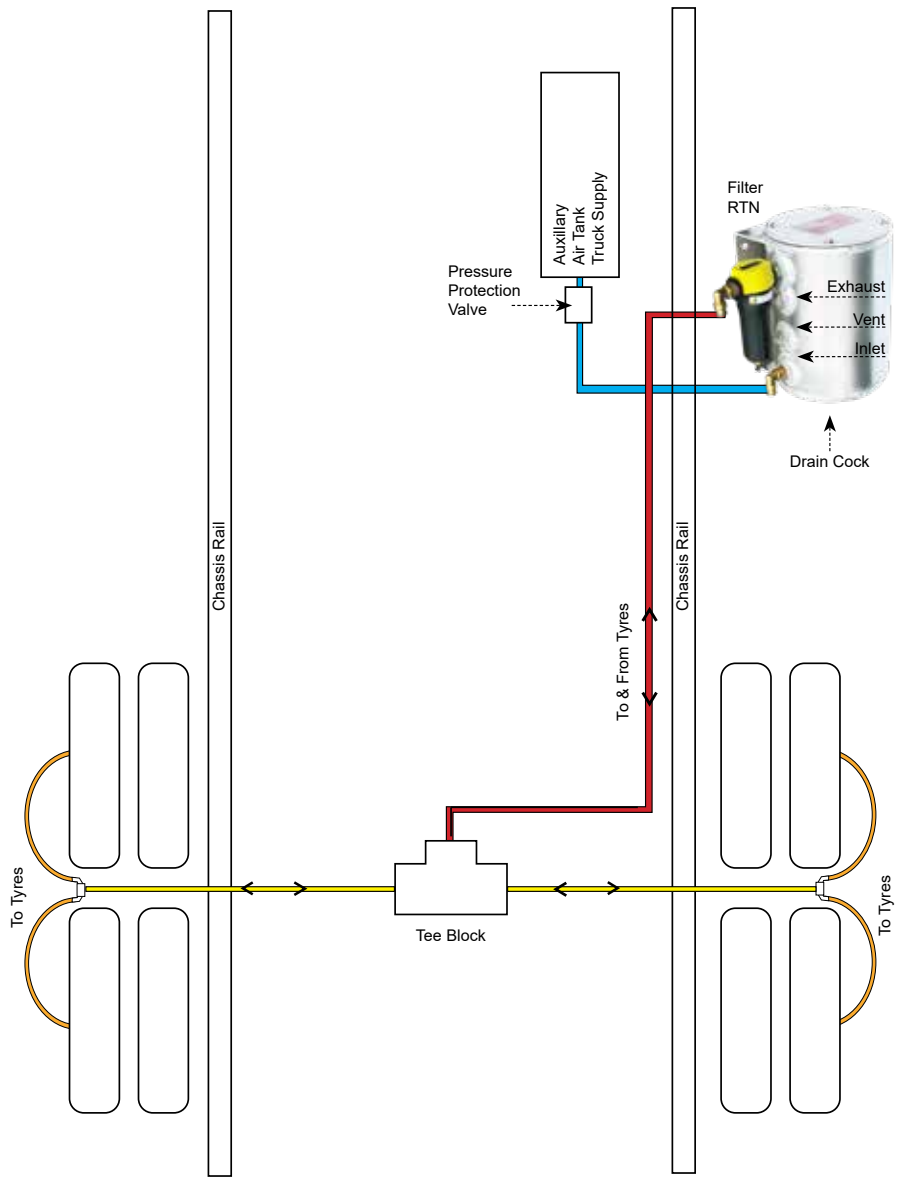 Auxillary
Air Tank
Truck Supply
Filter
RTN
Pressure
Protection
Valve
Exhaust
Vent
Inlet
Drain Cock
Chassis Rail
Chassis Rail
To & From Tyres
To Tyres
To Tyres
Tee Block